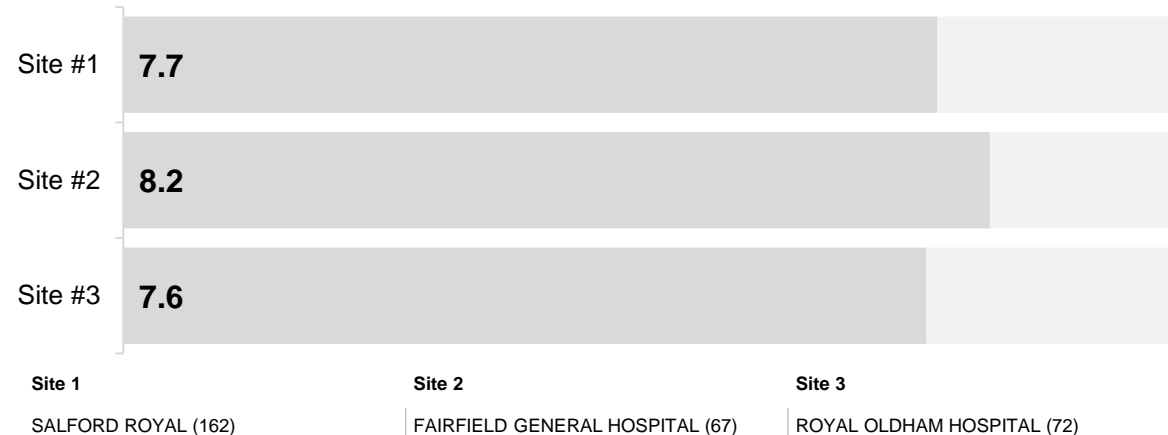 Site #1 7.7
Site #2 8.2
Site #3 7.6
Site 1 Site 2 Site 3
SALFORD ROYAL (162) FAIRFIELD GENERAL HOSPITAL (67) ROYAL OLDHAM HOSPITAL (72)